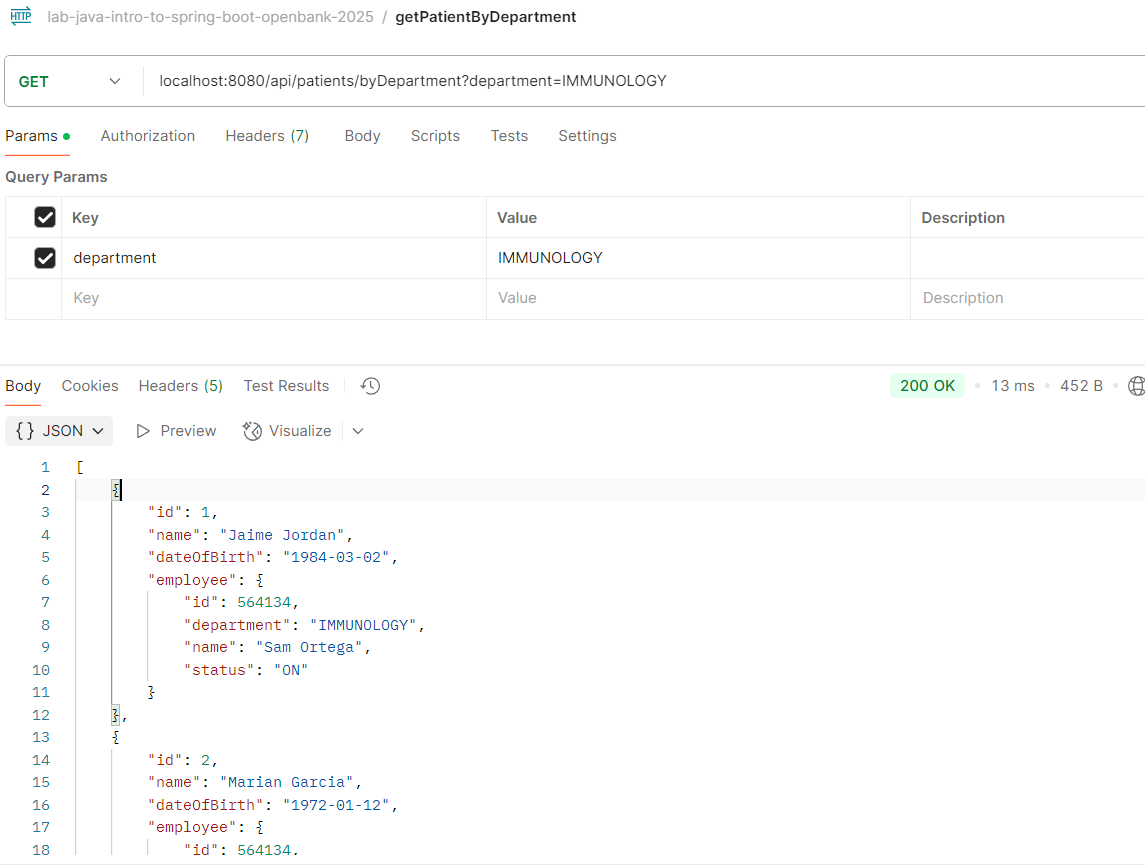 HTTP lab-java-intro-to-spring-boot-openbank-2025 / getPatientByDepartment
GET localhost:8080/api/patients/byDepartment?department=IMMUNOLOGY
Params Authorization Headers (7) Body Scripts Tests Settings
Query Params
Key Value Description
department IMMUNOLOGY
Key Value Description
Body Cookies Headers (5) Test Results 200 OK 13 ms 452 B
{} JSON Preview Visualize
1 [
2 {
3 "id": 1,
4 "name": "Jaime Jordan",
5 "dateOfBirth": "1984-03-02",
6 "employee": {
7 "id": 564134,
8 "department": "IMMUNOLOGY",
9 "name": "Sam Ortega",
10 "status": "ON"
11 }
12 },
13 {
14 "id": 2,
15 "name": "Marian Garcia",
16 "dateOfBirth": "1972-01-12",
17 "employee": {
18 "id": 564134,